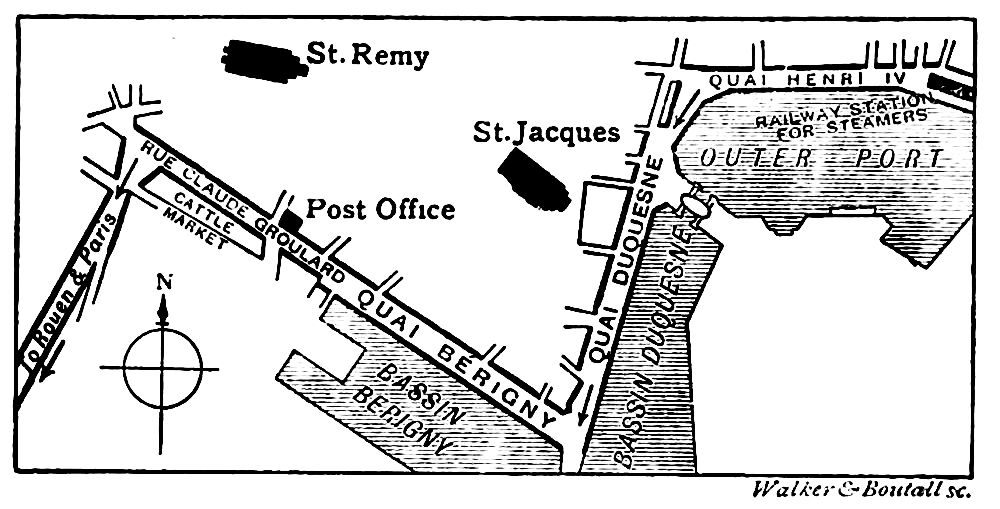 St. Remy
QUAI HENRI IV
RAILWAY STATION
FOR STEAMERS
St. Jacques
OUTER PORT
RUE CLAUDE GROULARD
CATTLE
MARKET
Post Office
QUAI DUQUESNE
BASSIN DUQUESNE
To Rouen & Paris
N
QUAI BERIGNY
BASSIN
BERIGNY
Walker & Boutall sc.